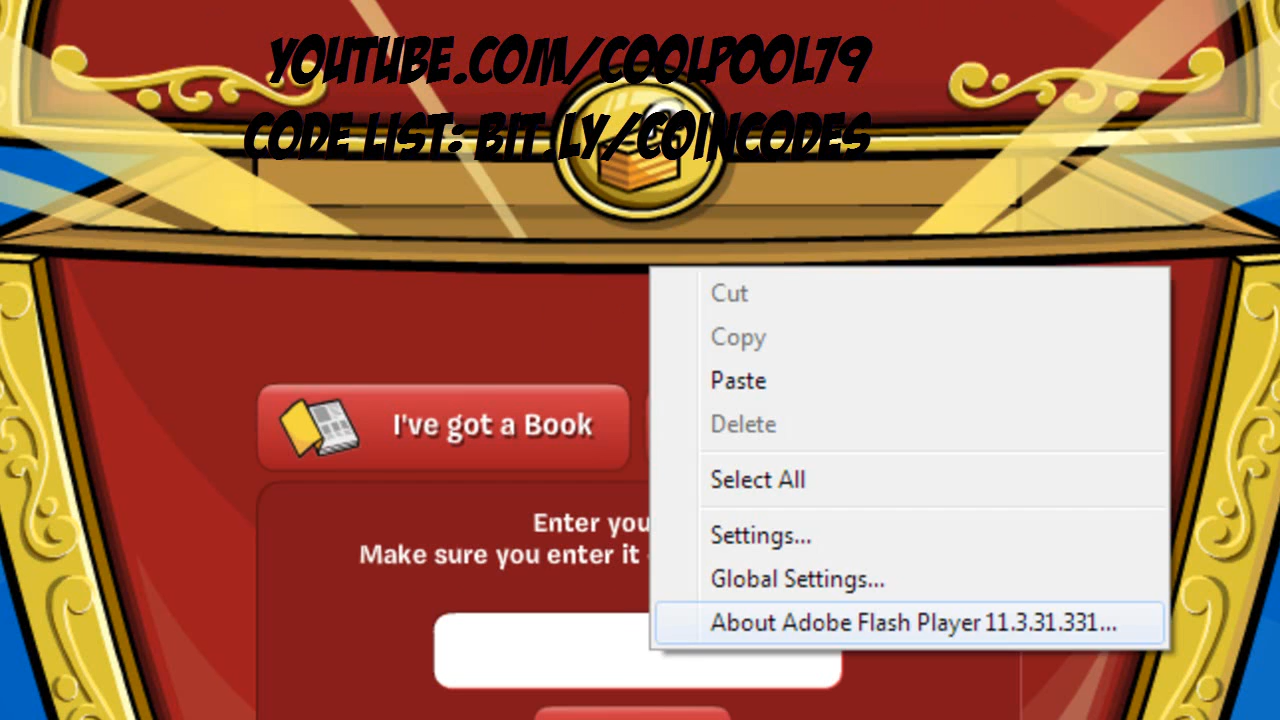 YOUTUBE.COM/COOLPOOL79
CODE LIST: BIT.LY/COINCODES
Cut
Copy
Paste
Delete
Select All
Settings...
Global Settings...
About Adobe Flash Player 11.3.31.331...
I've got a Book
Enter you
Make sure you enter it